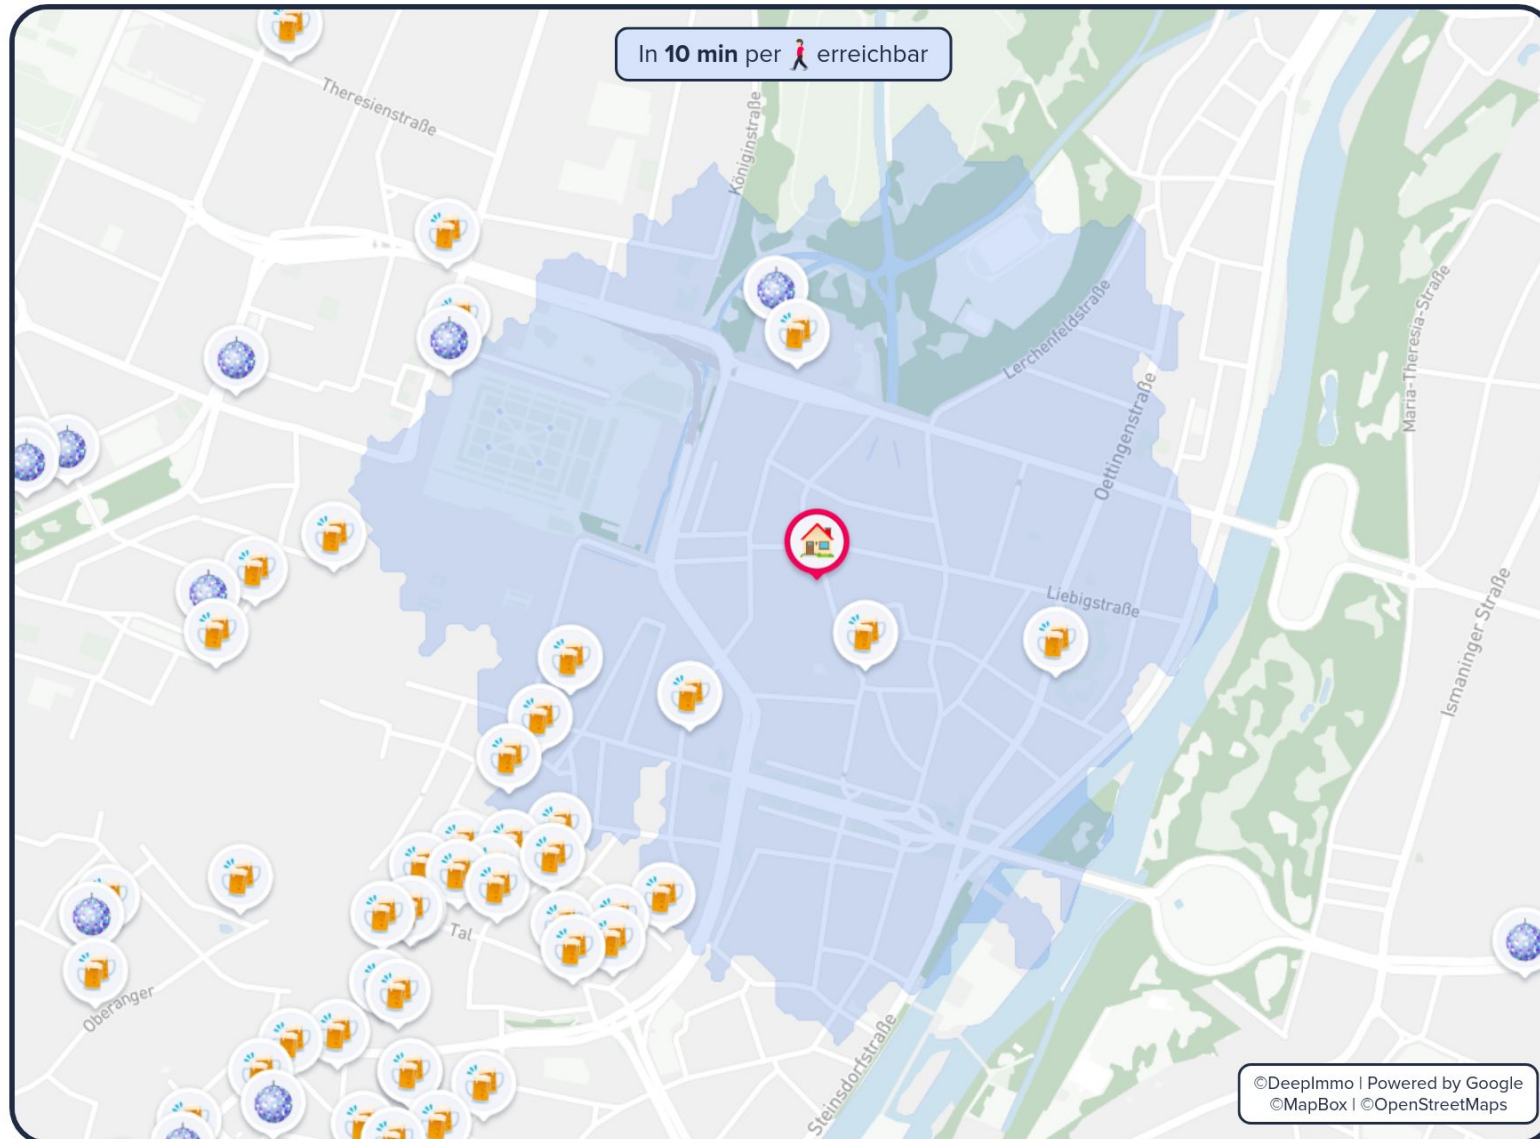 In 10 min per erreichbar
Theresienstraße
Königinstraße
Lerchenfeldstraße
Maria-Theresia-Straße
Oettingenstraße
Liebigstraße
Ismaninger Straße
Tal
Oberanger
Steinsdorfstraße
©DeepImmo | Powered by Google
©MapBox | ©OpenStreetMaps